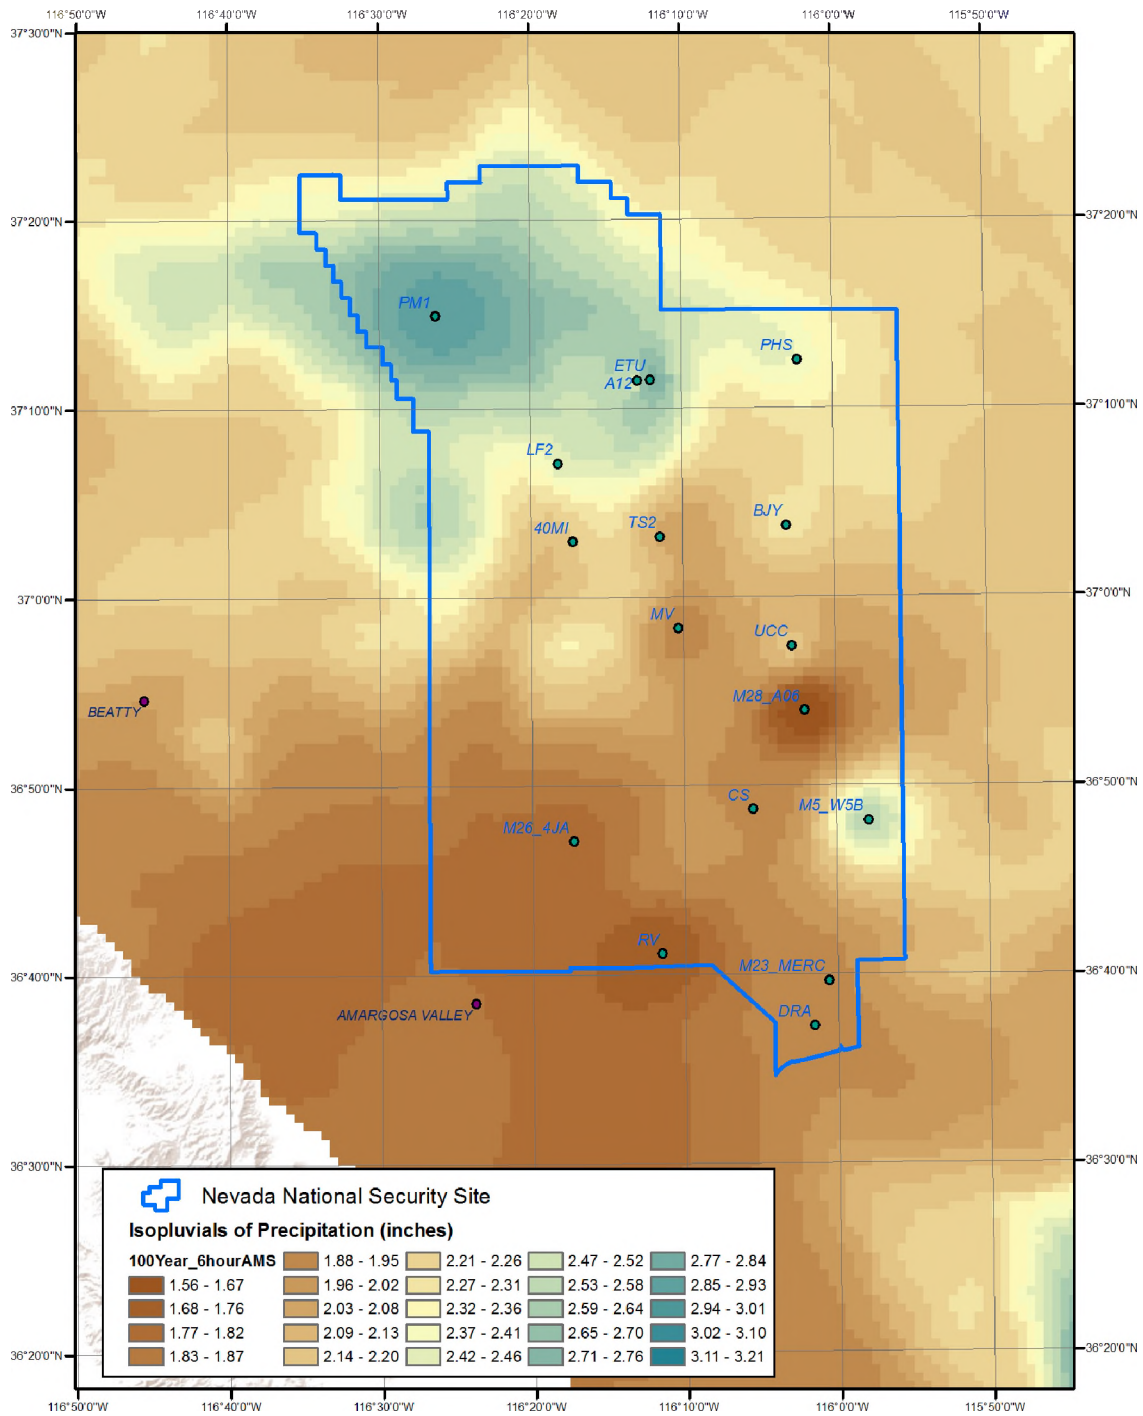 116°50'0"W 116°40'0"W 116°30'0"W 116°20'0"W 116°10'0"W 116°0'0"W 115°50'0"W
37°30'0"N
37°20'0"N 37°20'0"N
PM1
PHS
ETU
A12
37°10'0"N 37°10'0"N
LF2
BJY
TS2
40MI
37°0'0"N 37°0'0"N
MV
UCC
M28_A06
BEATTY
36°50'0"N 36°50'0"N
CS
M5_W5B
M26_4JA
RV
M23_MERC
36°40'0"N 36°40'0"N
DRA
AMARGOSA VALLEY
36°30'0"N 36°30'0"N
Nevada National Security Site
Isopluvials of Precipitation (inches)
100Year_6hourAMS 1.88 - 1.95 2.21 - 2.26 2.47 - 2.52 2.77 - 2.84
1.56 - 1.67 1.96 - 2.02 2.27 - 2.31 2.53 - 2.58 2.85 - 2.93
1.68 - 1.76 2.03 - 2.08 2.32 - 2.36 2.59 - 2.64 2.94 - 3.01
1.77 - 1.82 2.09 - 2.13 2.37 - 2.41 2.65 - 2.70 3.02 - 3.10
1.83 - 1.87 2.14 - 2.20 2.42 - 2.46 2.71 - 2.76 3.11 - 3.21
36°20'0"N 36°20'0"N
116°50'0"W 116°40'0"W 116°30'0"W 116°20'0"W 116°10'0"W 116°0'0"W 115°50'0"W